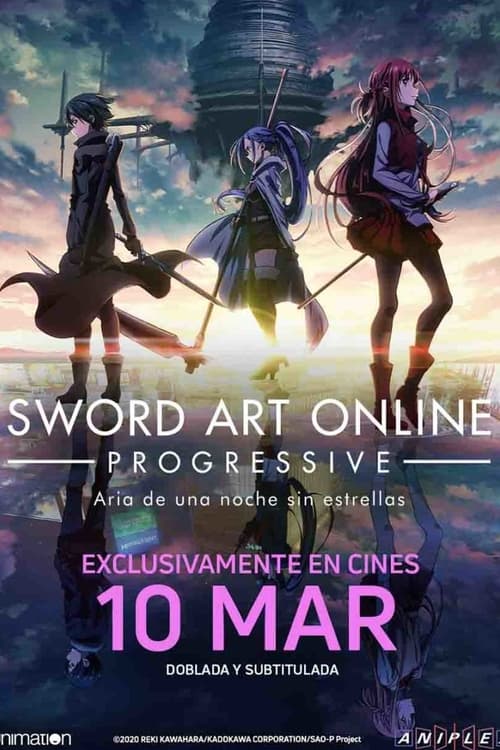 SWORD ART ONLINE
PROGRESSIVE
Aria de una noche sin estrellas
EXCLUSIVAMENTE EN CINES
10 MAR
DOBLADA Y SUBTITULADA
nimation
©2020 REKI KAWAHARA/KADOKAWA CORPORATION/SAO-P Project
ANIPLE